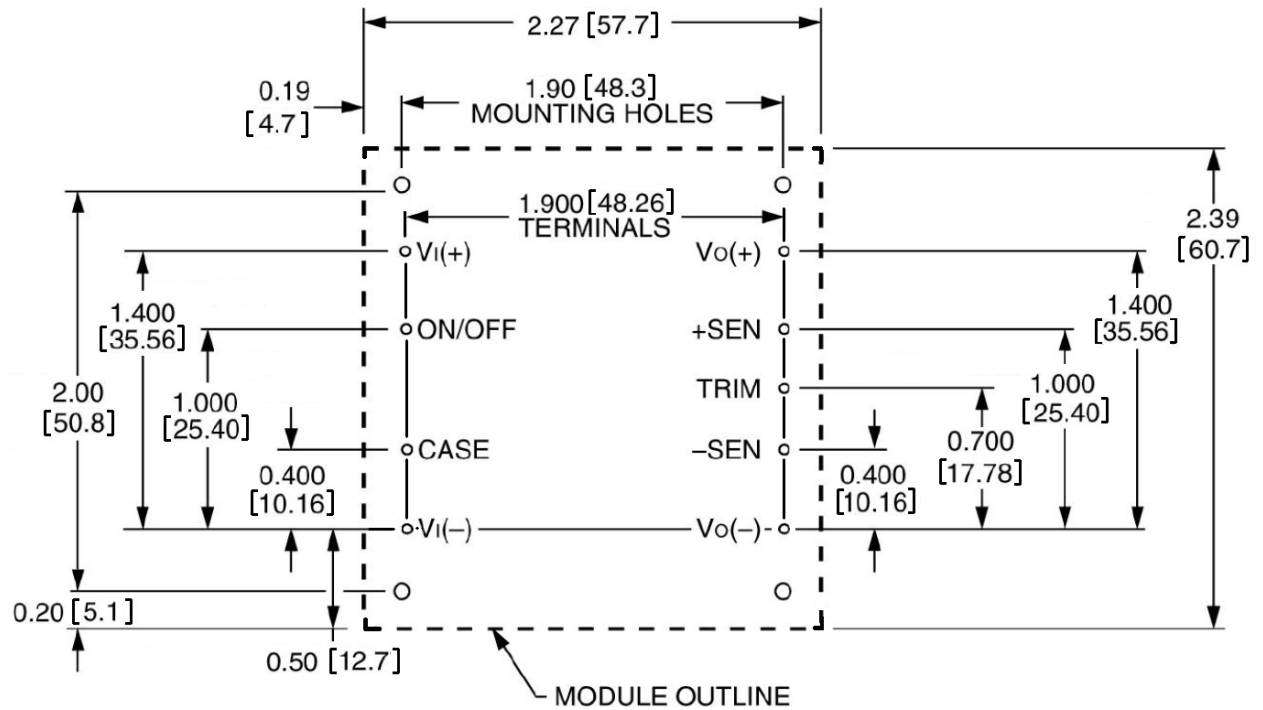 2.27 [57.7]
0.19
[4.7]
1.90 [48.3]
MOUNTING HOLES
1.900[48.26]
TERMINALS
2.39
[60.7]
VI(+)
VO(+)
1.400
[35.56]
1.400
[35.56]
ON/OFF
+SEN
2.00
[50.8]
1.000
[25.40]
TRIM
1.000
[25.40]
CASE
–SEN
0.700
[17.78]
0.400
[10.16]
0.400
[10.16]
VI(–)
VO(–)
0.20 [5.1]
0.50 [12.7]
MODULE OUTLINE